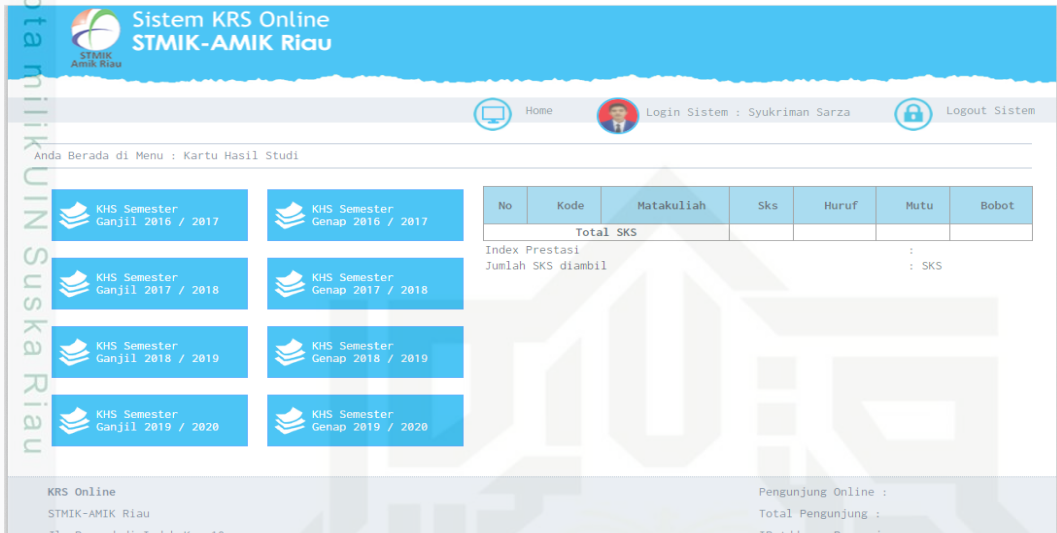 Sistem KRS Online
STMIK-AMIK Riau
STMIK
Amik Riau
Home
Login Sistem : Syukriman Sarza
Logout Sistem
Anda Berada di Menu : Kartu Hasil Studi
KHS Semester
Ganjil 2016 / 2017
KHS Semester
Genap 2016 / 2017
KHS Semester
Ganjil 2017 / 2018
KHS Semester
Genap 2017 / 2018
KHS Semester
Ganjil 2018 / 2019
KHS Semester
Genap 2018 / 2019
KHS Semester
Ganjil 2019 / 2020
KHS Semester
Genap 2019 / 2020
No Kode Matakuliah Sks Huruf Mutu Bobot
Total SKS
Index Prestasi :
Jumlah SKS diambil : SKS
KRS Online
STMIK-AMIK Riau
Pengunjung Online :
Total Pengunjung :
milik UIN Suska Riau